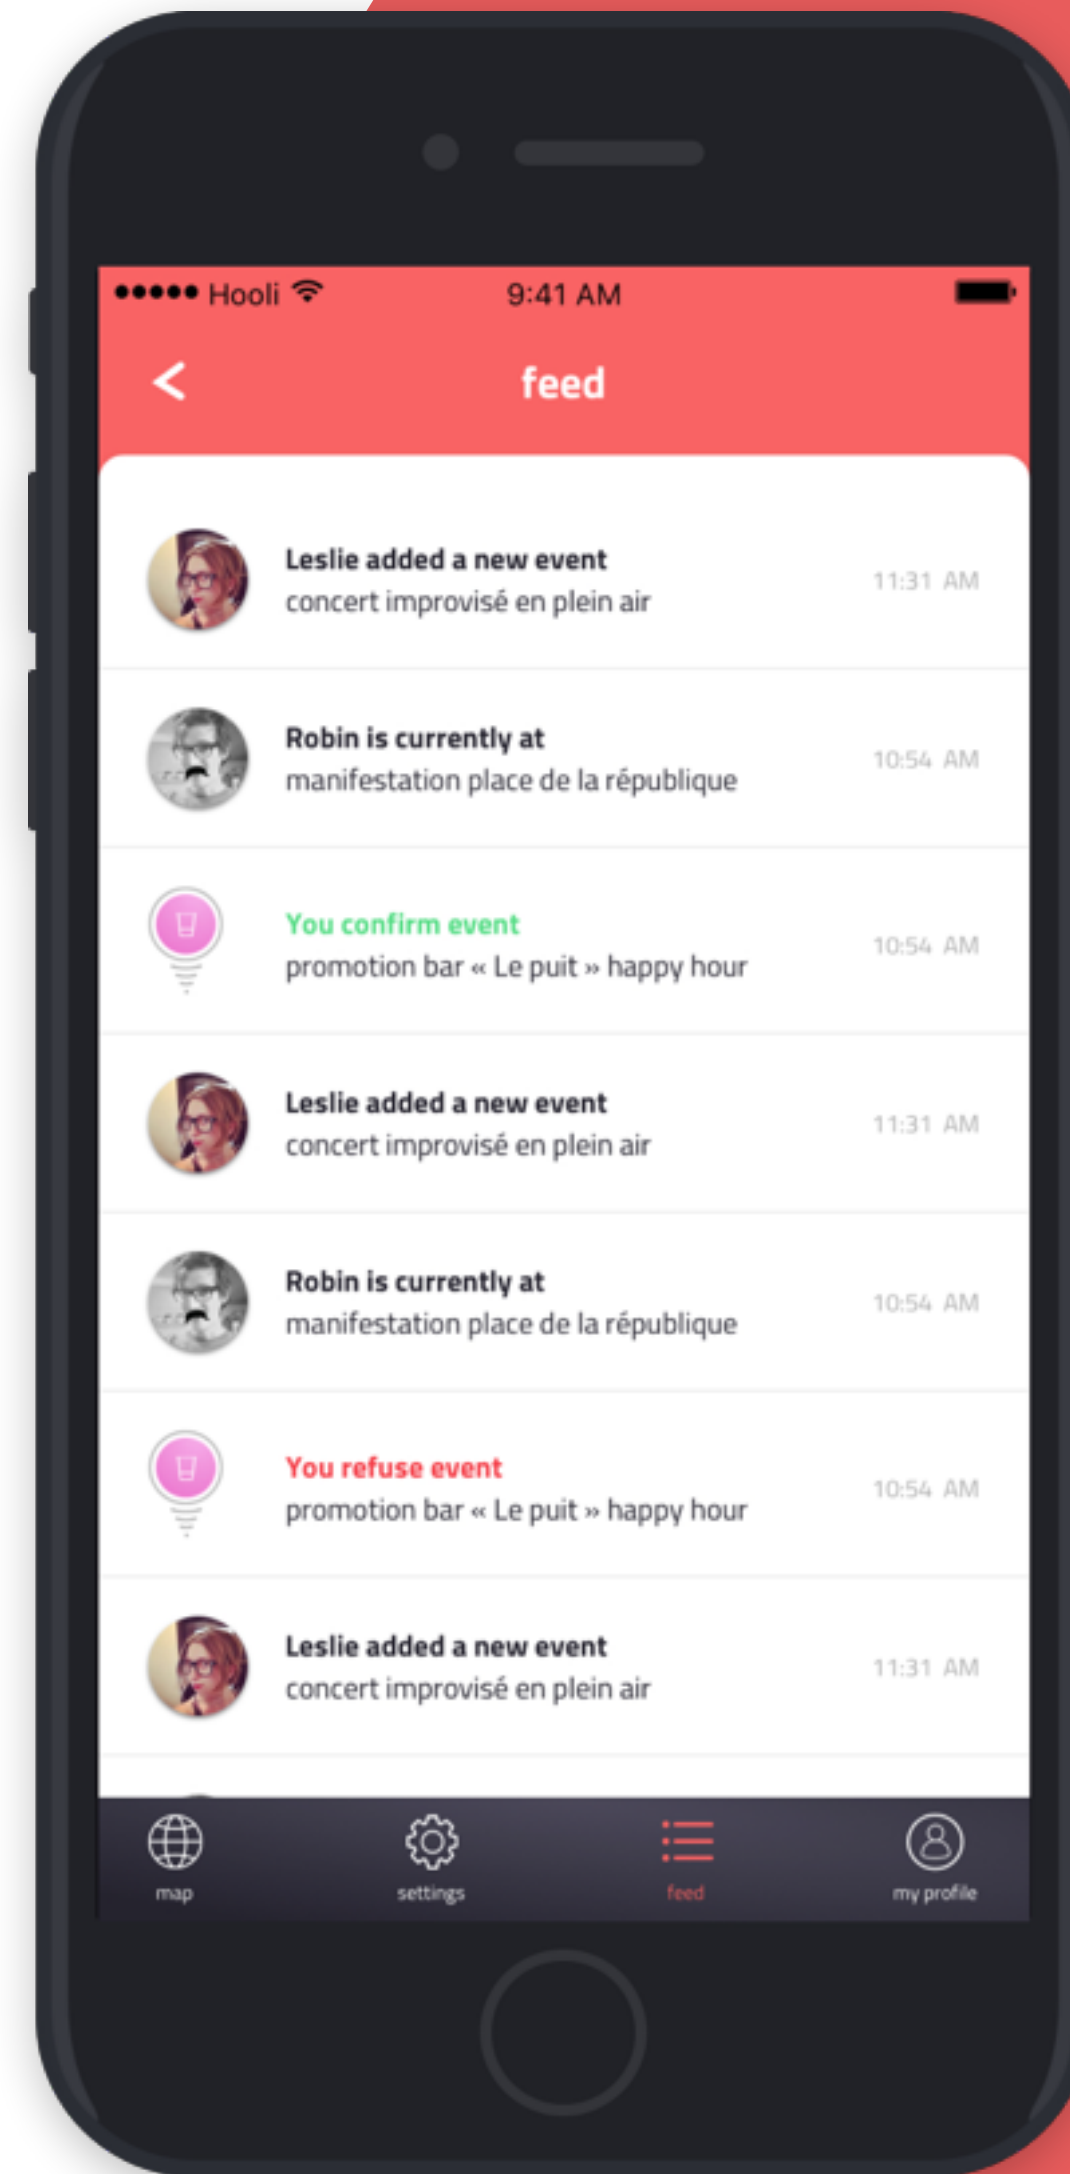 Hooli 9:41 AM
feed
Leslie added a new event
concert improvisé en plein air
11:31 AM
Robin is currently at
manifestation place de la république
10:54 AM
You confirm event
promotion bar « Le puit » happy hour
10:54 AM
Leslie added a new event
concert improvisé en plein air
11:31 AM
Robin is currently at
manifestation place de la république
10:54 AM
You refuse event
promotion bar « Le puit » happy hour
10:54 AM
Leslie added a new event
concert improvisé en plein air
11:31 AM
map settings feed my profile